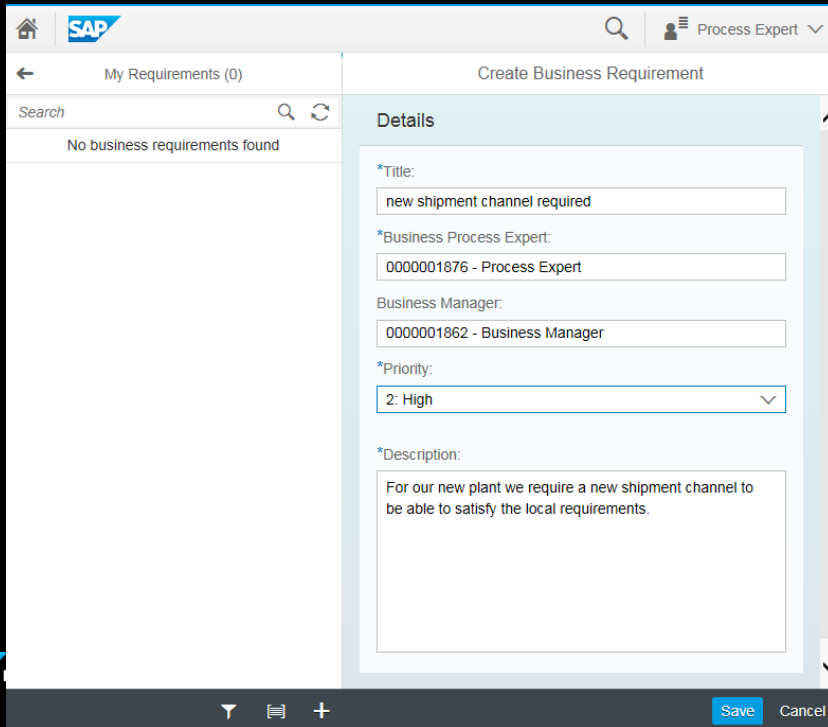 SAP
Process Expert
My Requirements (0)
Create Business Requirement
Search
No business requirements found
Details
*Title:
new shipment channel required
*Business Process Expert:
0000001876 - Process Expert
Business Manager:
0000001862 - Business Manager
*Priority:
2: High
*Description:
For our new plant we require a new shipment channel to
be able to satisfy the local requirements.
Save
Cancel